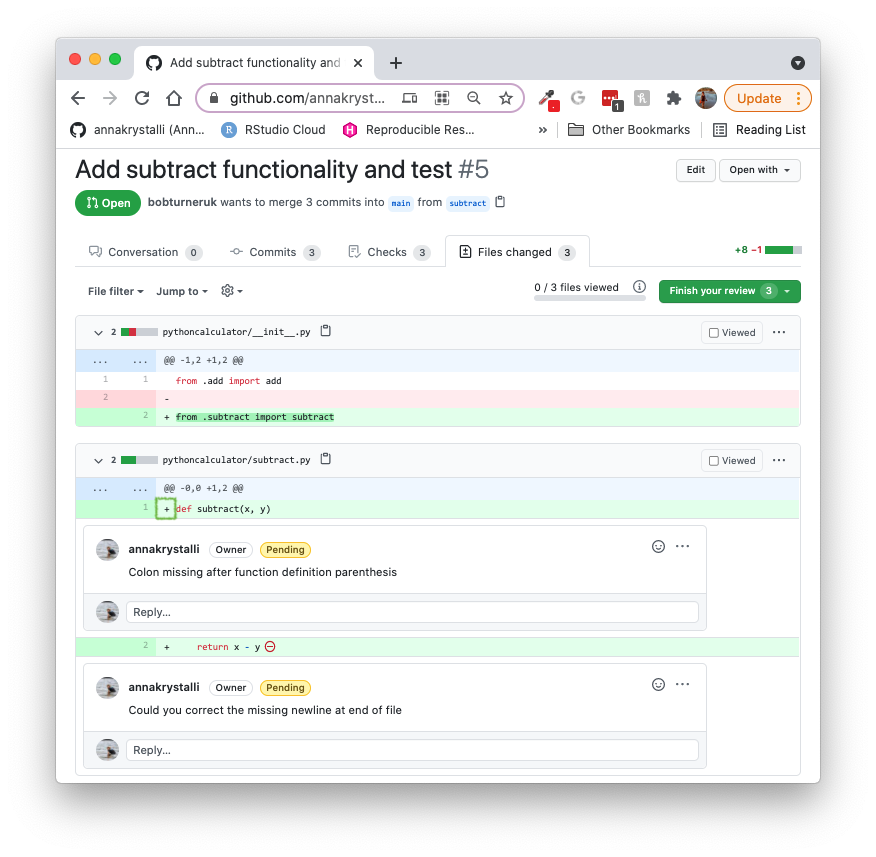 Add subtract functionality and
github.com/annakryst...
Update
annakrystalli (Ann...
RStudio Cloud
Reproducible Res...
»
Other Bookmarks
Reading List
Add subtract functionality and test #5
Edit
Open with
Open
bobturneruk wants to merge 3 commits into main from subtract
Conversation 0
Commits 3
Checks 3
Files changed 3
+8 −1
File filter
Jump to
0 / 3 files viewed
Finish your review 3
2 pythoncalculator/__init__.py
Viewed
... ... @@ -1,2 +1,2 @@
1 1 from .add import add
2 -
2 + from .subtract import subtract
2 pythoncalculator/subtract.py
Viewed
... ... @@ -0,0 +1,2 @@
1 + def subtract(x, y)
annakrystalli Owner Pending
Colon missing after function definition parenthesis
Reply...
2 + return x - y
annakrystalli Owner Pending
Could you correct the missing newline at end of file
Reply...